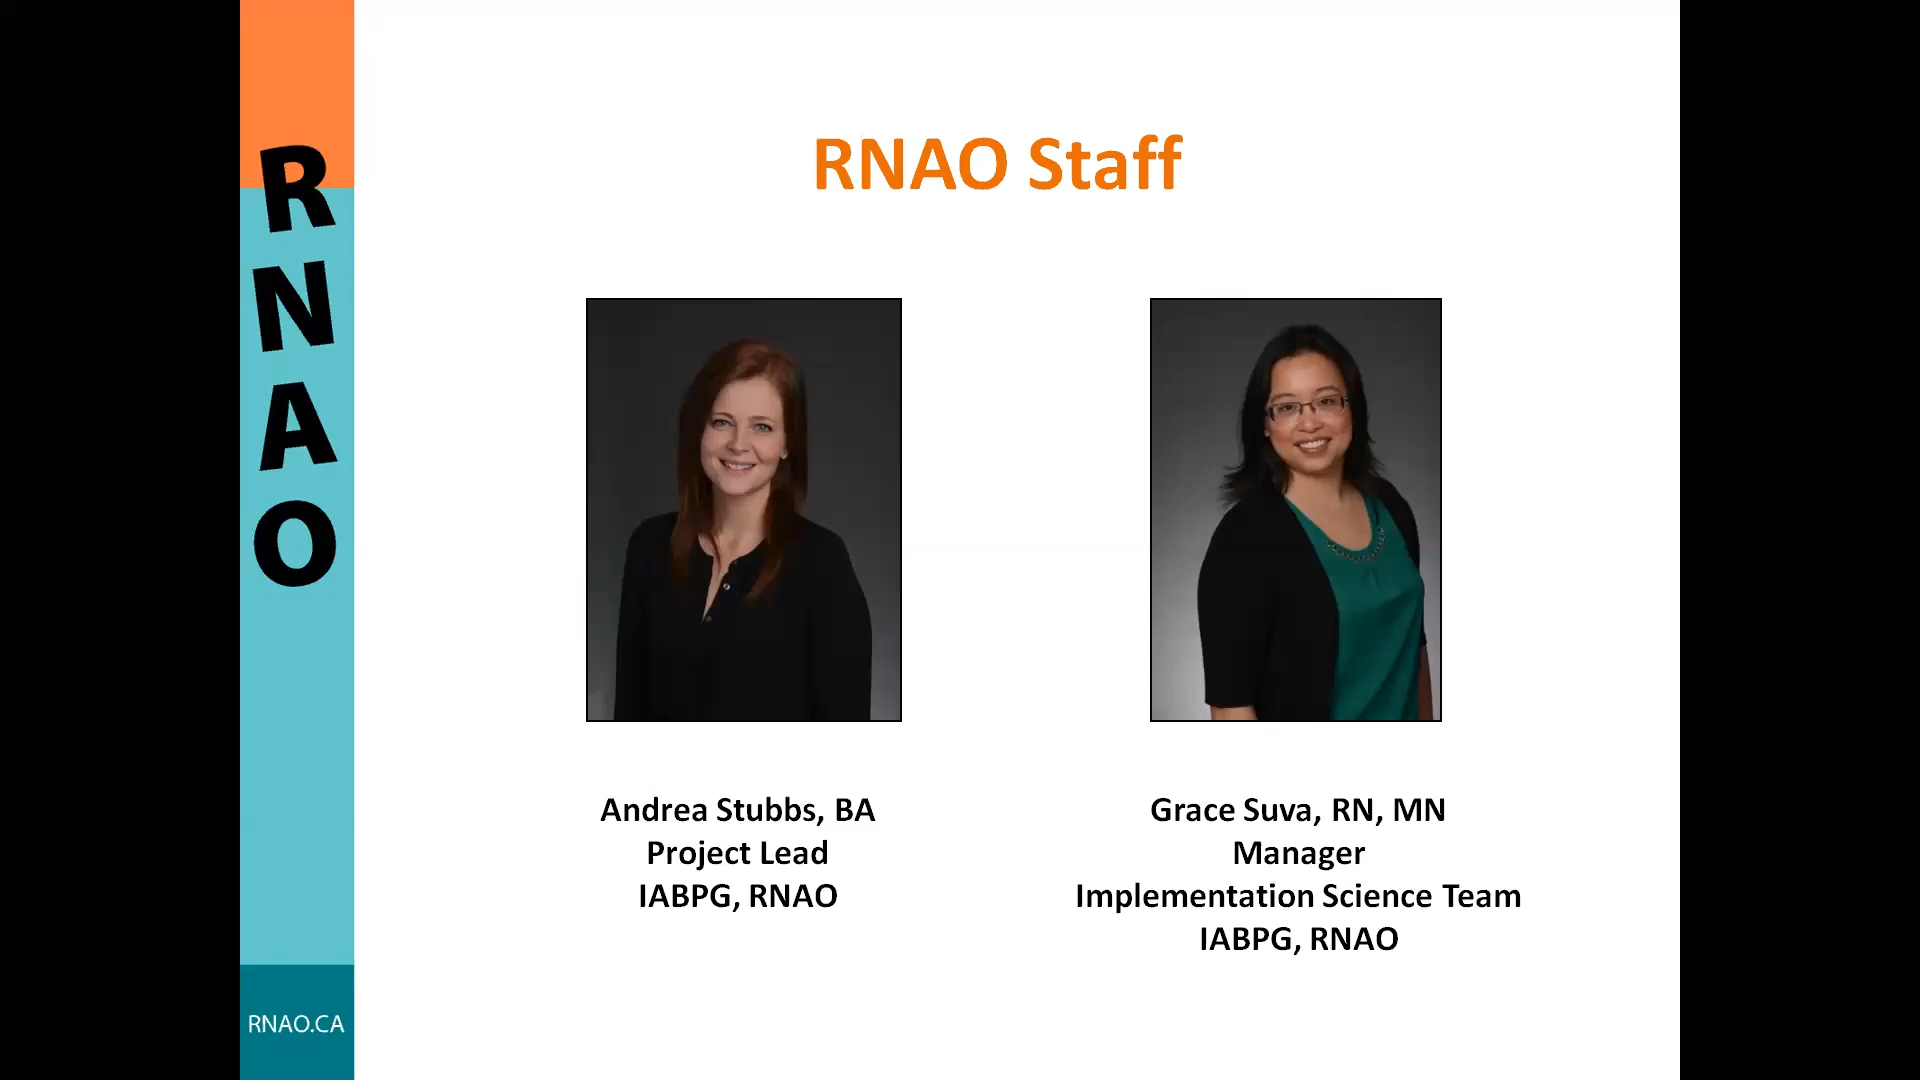 RNAO
RNAO Staff
Andrea Stubbs, BA
Project Lead
IABPG, RNAO
Grace Suva, RN, MN
Manager
Implementation Science Team
IABPG, RNAO
RNAO.CA